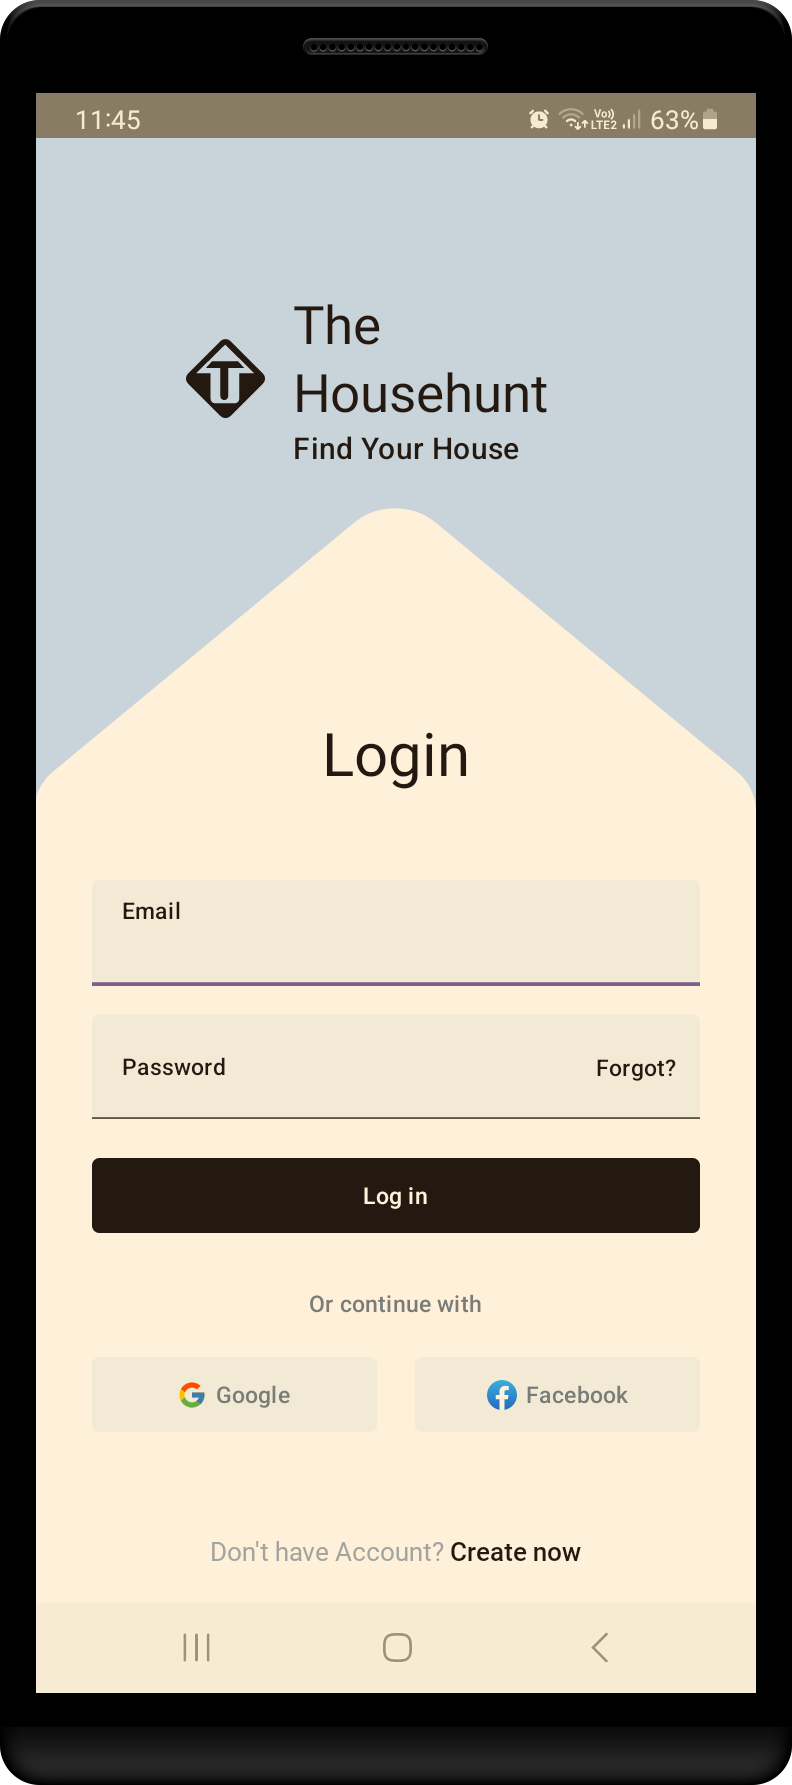 11:45 Vo)) LTE2 63%
The
Househunt
Find Your House
Login
Email
Password Forgot?
Log in
Or continue with
Google Facebook
Don't have Account? Create now